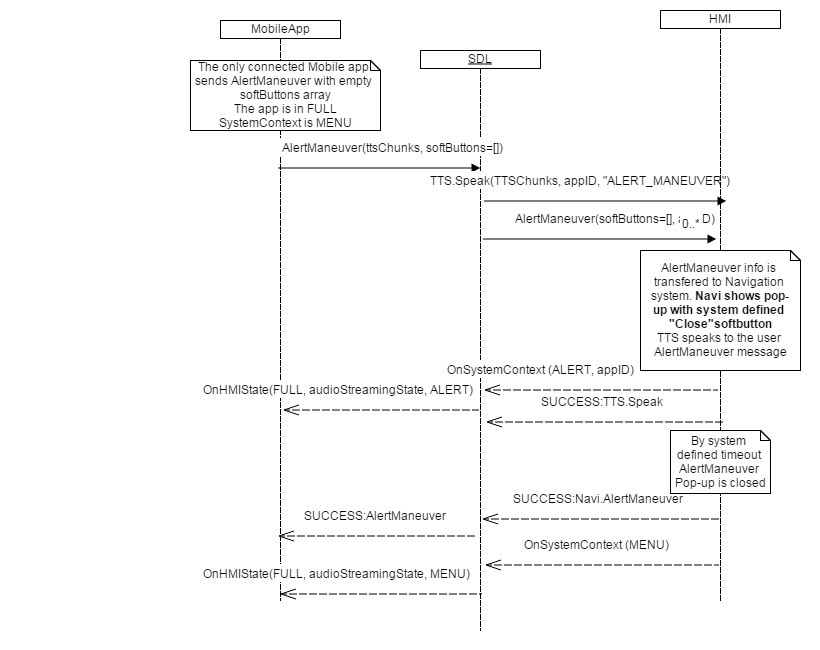 HMI
MobileApp
SDL
The only connected Mobile app
sends AlertManeuver with empty
softButtons array
The app is in FULL
SystemContext is MENU
AlertManeuver(ttsChunks, softButtons=[])
TTS.Speak(TTSChunks, appID, "ALERT_MANEUVER")
AlertManeuver(softButtons=[], 0..* D)
AlertManeuver info is
transfered to Navigation
system. Navi shows pop-
up with system defined
"Close"softbutton
TTS speaks to the user
AlertManeuver message
OnSystemContext (ALERT, appID)
OnHMIState(FULL, audioStreamingState, ALERT)
SUCCESS:TTS.Speak
By system
defined timeout
AlertManeuver
Pop-up is closed
SUCCESS:Navi.AlertManeuver
SUCCESS:AlertManeuver
OnSystemContext (MENU)
OnHMIState(FULL, audioStreamingState, MENU)